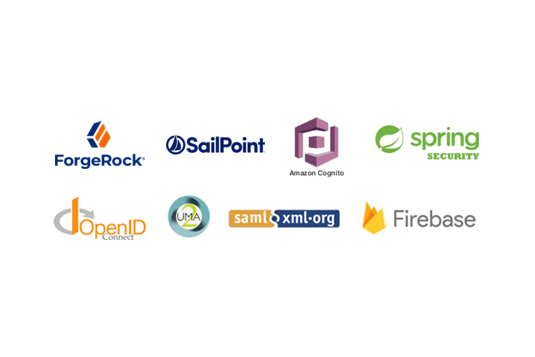 ForgeRock®
SailPoint
Amazon Cognito
spring
SECURITY
OpenID
Connect
UMA
2
saml xml.org
Firebase